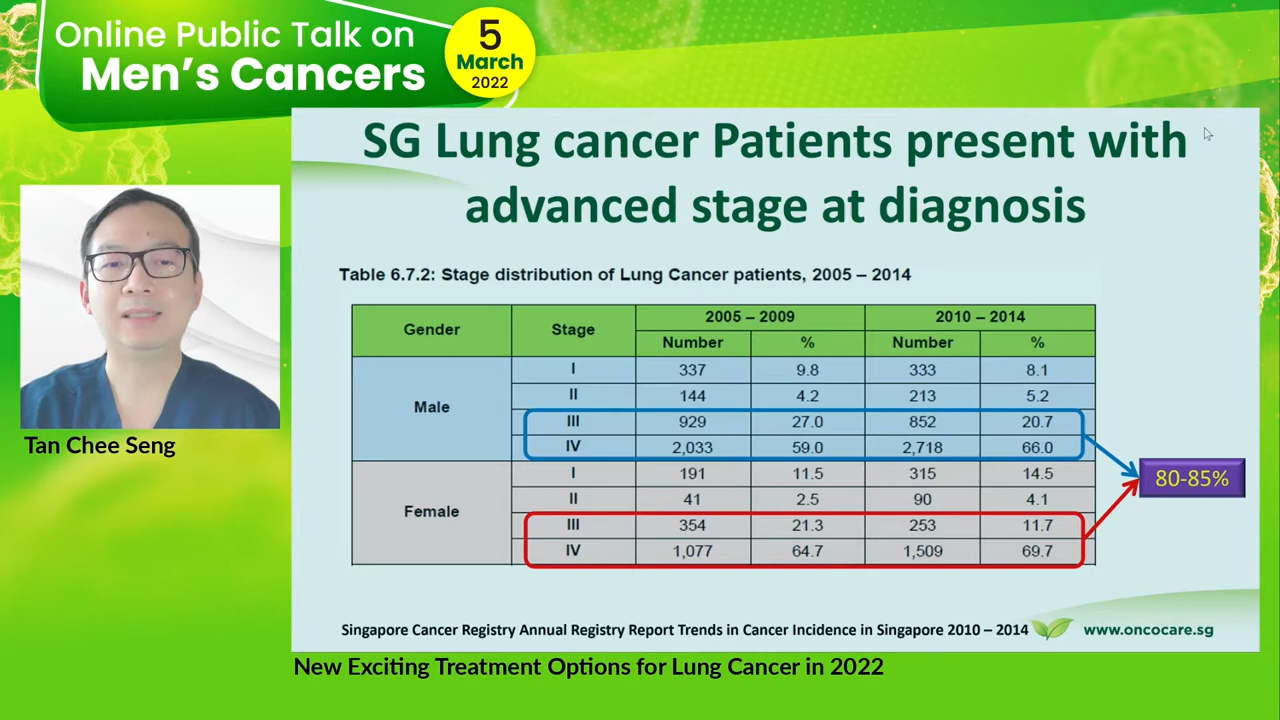 Online Public Talk on
Men's Cancers
5
March
2022
SG Lung cancer Patients present with
advanced stage at diagnosis
Table 6.7.2: Stage distribution of Lung Cancer patients, 2005 – 2014
Gender Stage 2005 – 2009 2010 – 2014
Number % Number %
Male
I 337 9.8 333 8.1
II 144 4.2 213 5.2
III 929 27.0 852 20.7
IV 2,033 59.0 2,718 66.0
Female
I 191 11.5 315 14.5
II 41 2.5 90 4.1
III 354 21.3 253 11.7
IV 1,077 64.7 1,509 69.7
80-85%
Tan Chee Seng
Singapore Cancer Registry Annual Registry Report Trends in Cancer Incidence in Singapore 2010 – 2014
www.oncocare.sg
New Exciting Treatment Options for Lung Cancer in 2022